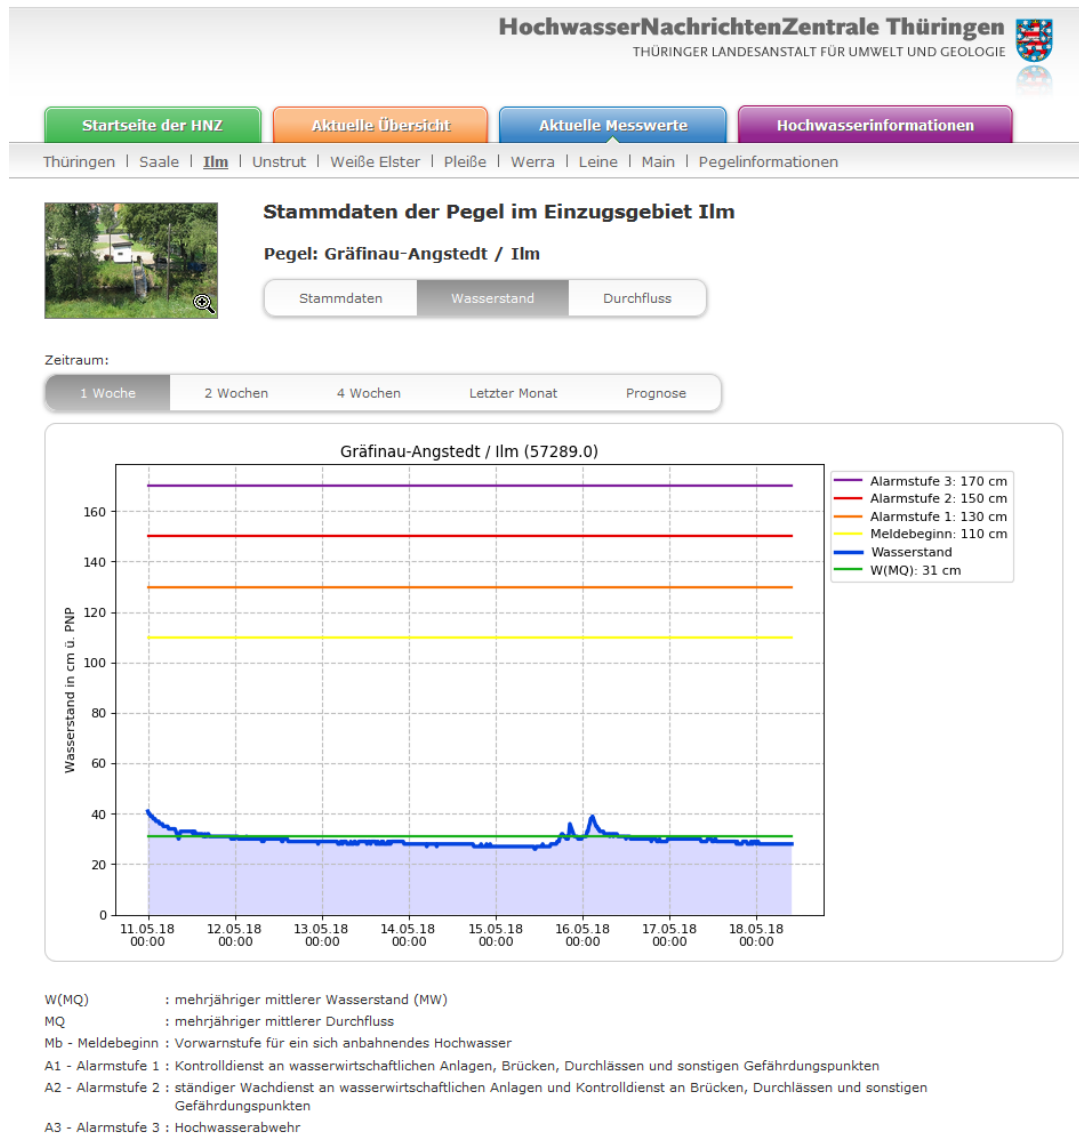 HochwasserNachrichtenZentrale Thüringen
THÜRINGER LANDESANSTALT FÜR UMWELT UND GEOLOGIE
Startseite der HNZ
Aktuelle Übersicht
Aktuelle Messwerte
Hochwasserinformationen
Thüringen | Saale | Ilm | Unstrut | Weiße Elster | Pleiße | Werra | Leine | Main | Pegelinformationen
Stammdaten der Pegel im Einzugsgebiet Ilm
Pegel: Gräfinau-Angstedt / Ilm
Stammdaten
Wasserstand
Durchfluss
Zeitraum:
1 Woche
2 Wochen
4 Wochen
Letzter Monat
Prognose
Gräfinau-Angstedt / Ilm (57289.0)
Alarmstufe 3: 170 cm
Alarmstufe 2: 150 cm
Alarmstufe 1: 130 cm
Meldebeginn: 110 cm
Wasserstand
W(MQ): 31 cm
Wasserstand in cm ü. PNP
160
140
120
100
80
60
40
20
0
11.05.18 12.05.18 13.05.18 14.05.18 15.05.18 16.05.18 17.05.18 18.05.18
00:00 00:00 00:00 00:00 00:00 00:00 00:00 00:00
W(MQ) : mehrjähriger mittlerer Wasserstand (MW)
MQ : mehrjähriger mittlerer Durchfluss
Mb - Meldebeginn : Vorwarnstufe für ein sich anbahnendes Hochwasser
A1 - Alarmstufe 1 : Kontrolldienst an wasserwirtschaftlichen Anlagen, Brücken, Durchlässen und sonstigen Gefährdungspunkten
A2 - Alarmstufe 2 : ständiger Wachdienst an wasserwirtschaftlichen Anlagen und Kontrolldienst an Brücken, Durchlässen und sonstigen
Gefährdungspunkten
A3 - Alarmstufe 3 : Hochwasserabwehr